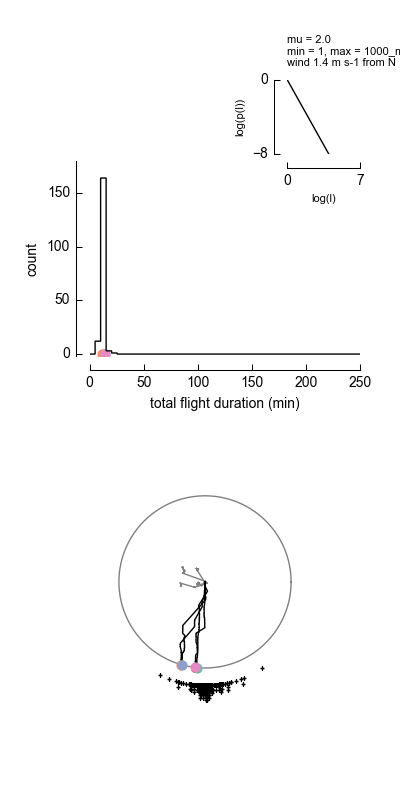 mu = 2.0
min = 1, max = 1000_m
wind 1.4 m s-1 from N
0
−8
log(p(l))
0
7
log(l)
150
100
50
0
count
0
50
100
150
200
250
total flight duration (min)